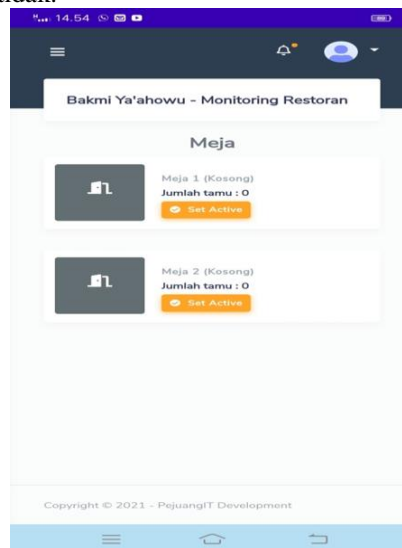 tidak.
14.54
Bakmi Ya'ahowu - Monitoring Restoran
Meja
Meja 1 (Kosong)
Jumlah tamu : 0
Set Active
Meja 2 (Kosong)
Jumlah tamu : 0
Set Active
Copyright © 2021 - PejuangIT Development